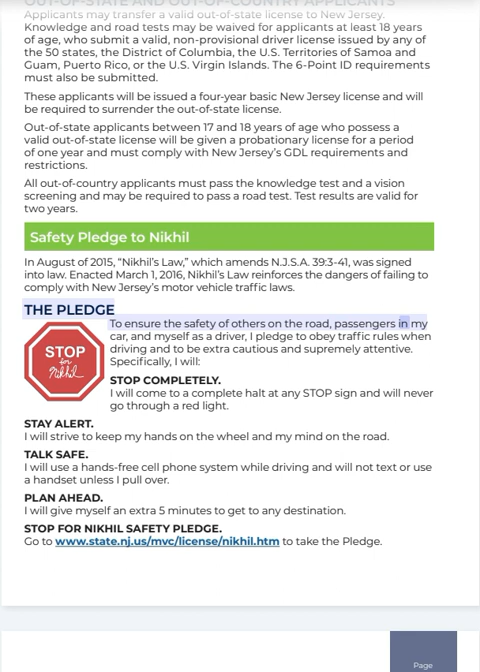 OUT-OF-STATE AND OUT-OF-COUNTRY APPLICANTS
Applicants may transfer a valid out-of-state license to New Jersey.
Knowledge and road tests may be waived for applicants at least 18 years
of age, who submit a valid, non-provisional driver license issued by any of
the 50 states, the District of Columbia, the U.S. Territories of Samoa and
Guam, Puerto Rico, or the U.S. Virgin Islands. The 6-Point ID requirements
must also be submitted.
These applicants will be issued a four-year basic New Jersey license and will
be required to surrender the out-of-state license.
Out-of-state applicants between 17 and 18 years of age who possess a
valid out-of-state license will be given a probationary license for a period
of one year and must comply with New Jersey's GDL requirements and
restrictions.
All out-of-country applicants must pass the knowledge test and a vision
screening and may be required to pass a road test. Test results are valid for
two years.
Safety Pledge to Nikhil
In August of 2015, “Nikhil's Law,” which amends N.J.S.A. 39:3-41, was signed
into law. Enacted March 1, 2016, Nikhil's Law reinforces the dangers of failing to
comply with New Jersey's motor vehicle traffic laws.
THE PLEDGE
To ensure the safety of others on the road, passengers in my
car, and myself as a driver, I pledge to obey traffic rules when
driving and to be extra cautious and supremely attentive.
Specifically, I will:
STOP
for
Nikhil
STOP COMPLETELY.
I will come to a complete halt at any STOP sign and will never
go through a red light.
STAY ALERT.
I will strive to keep my hands on the wheel and my mind on the road.
TALK SAFE.
I will use a hands-free cell phone system while driving and will not text or use
a handset unless I pull over.
PLAN AHEAD.
I will give myself an extra 5 minutes to get to any destination.
STOP FOR NIKHIL SAFETY PLEDGE.
Go to www.state.nj.us/mvc/license/nikhil.htm to take the Pledge.
Page